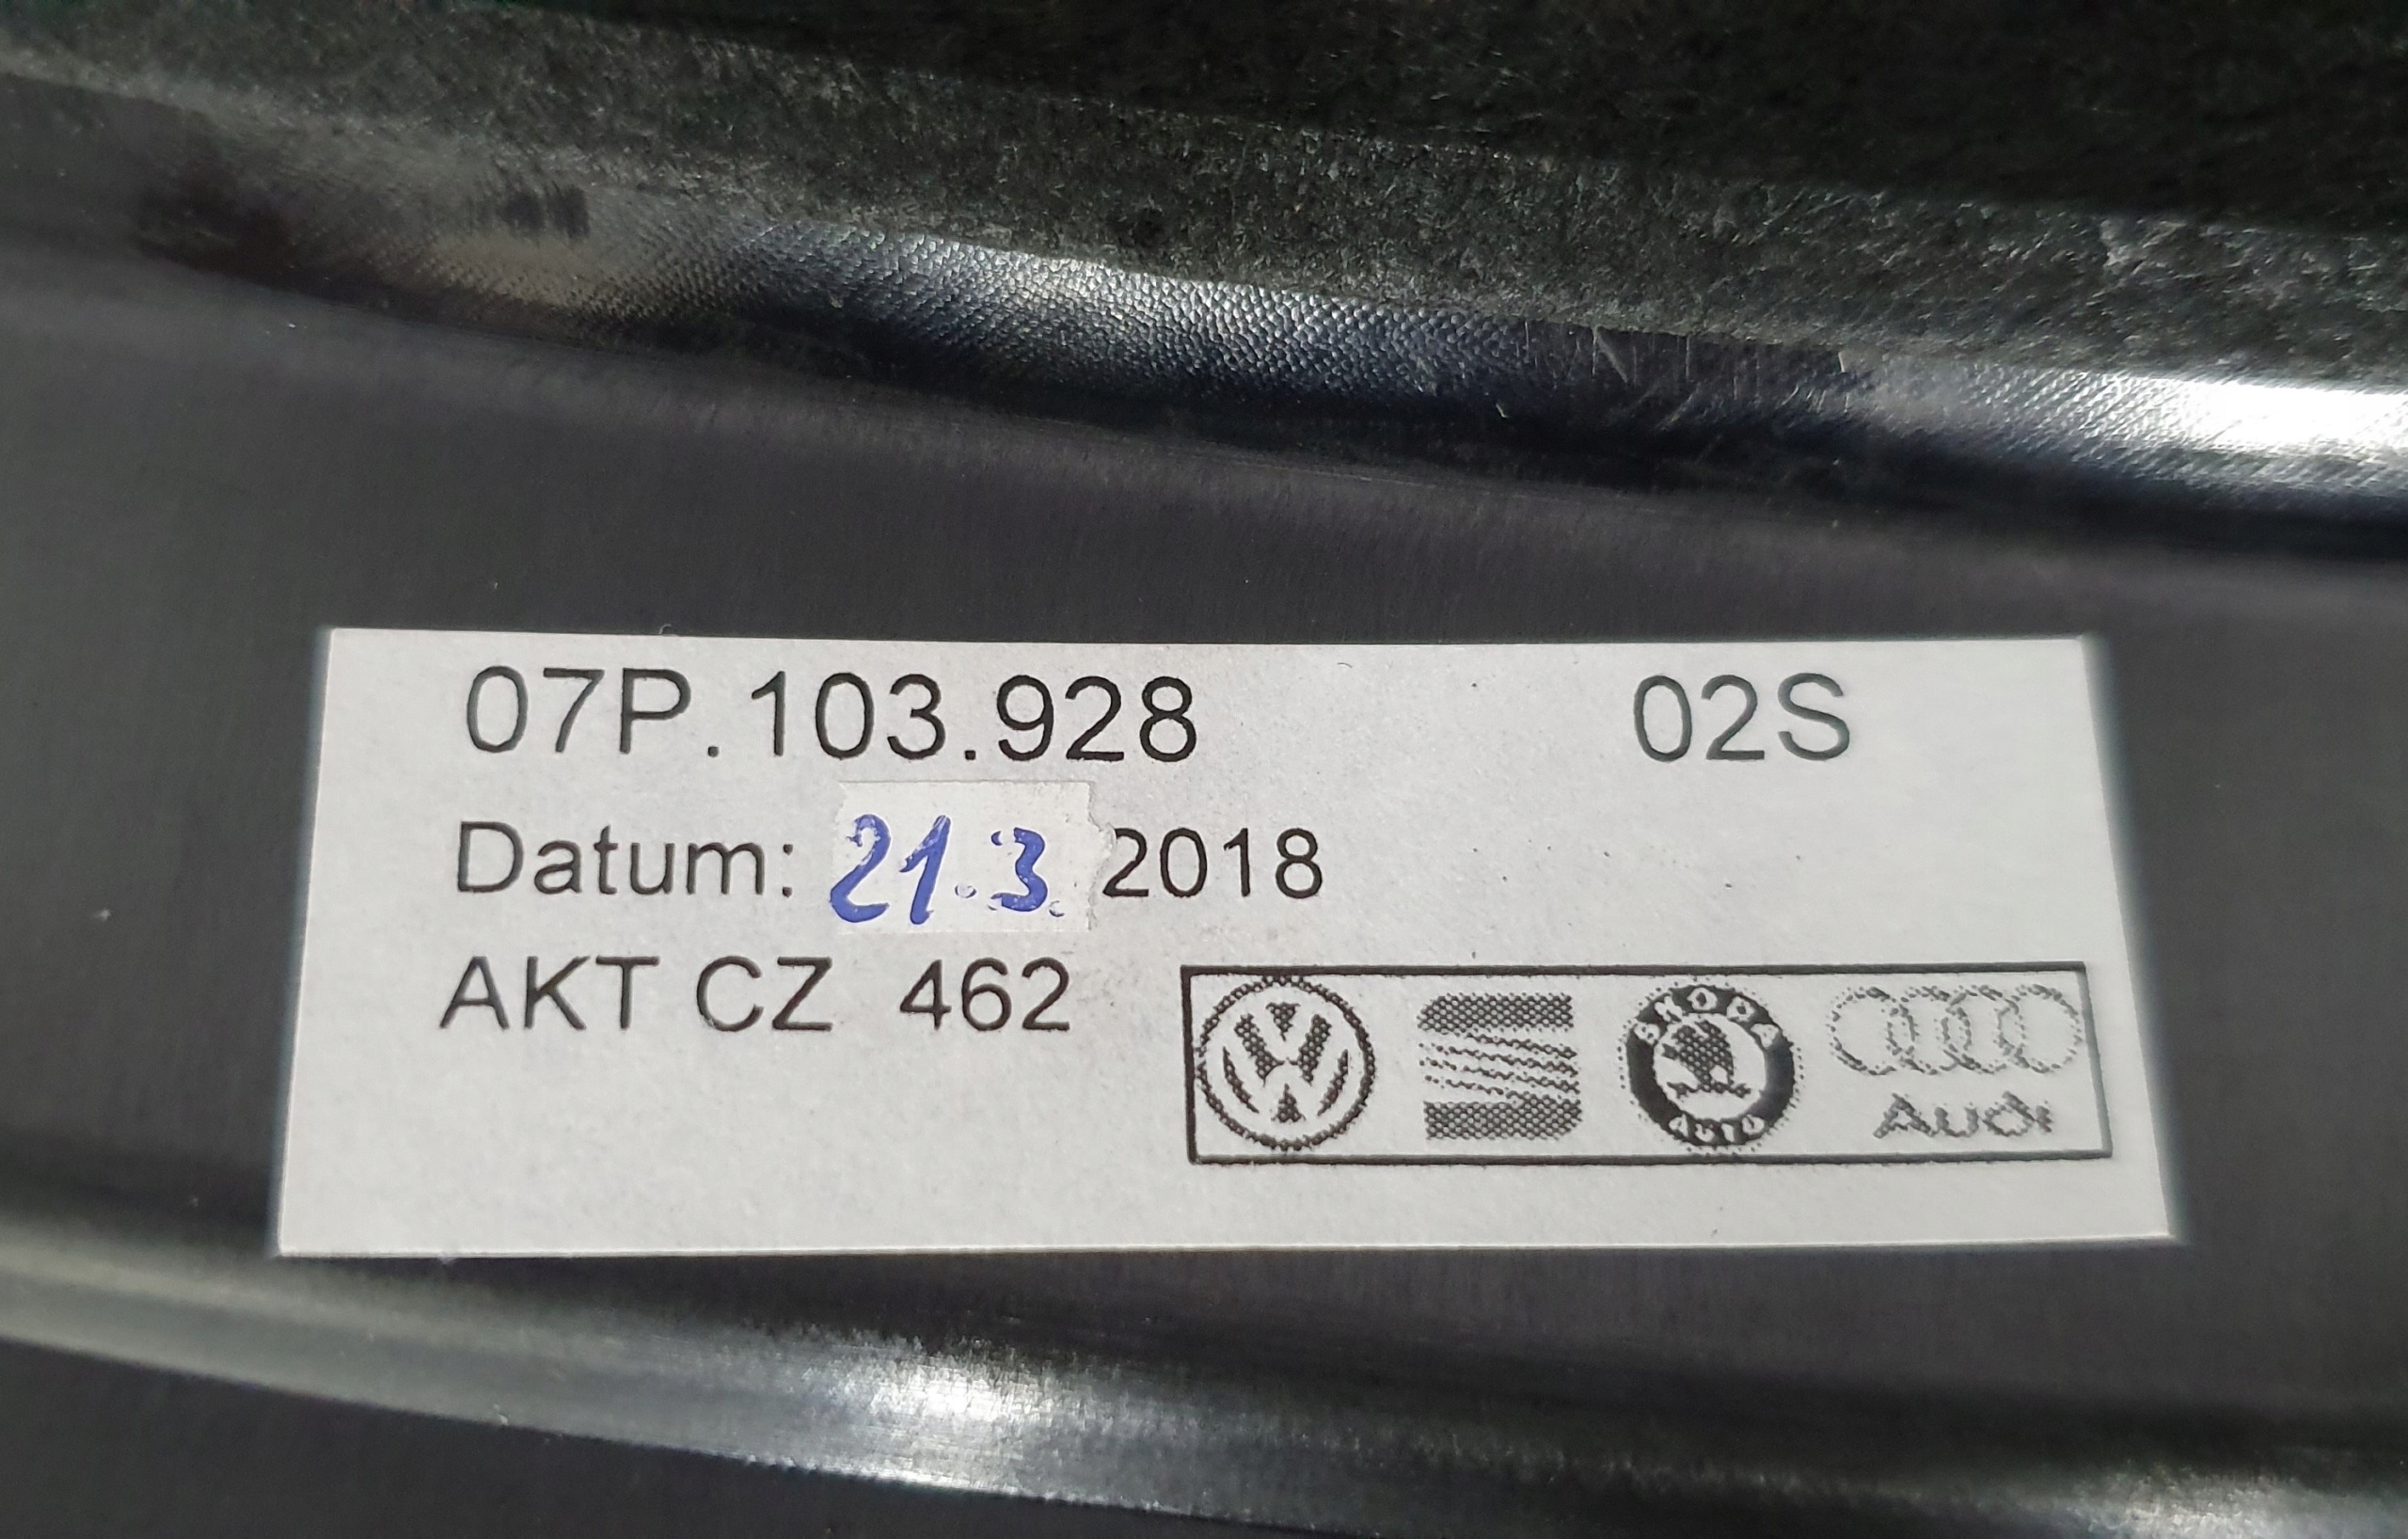 07P.103.928 02S
Datum: 21.3. 2018
AKT CZ 462
ŠKODA
AUTO
Audi